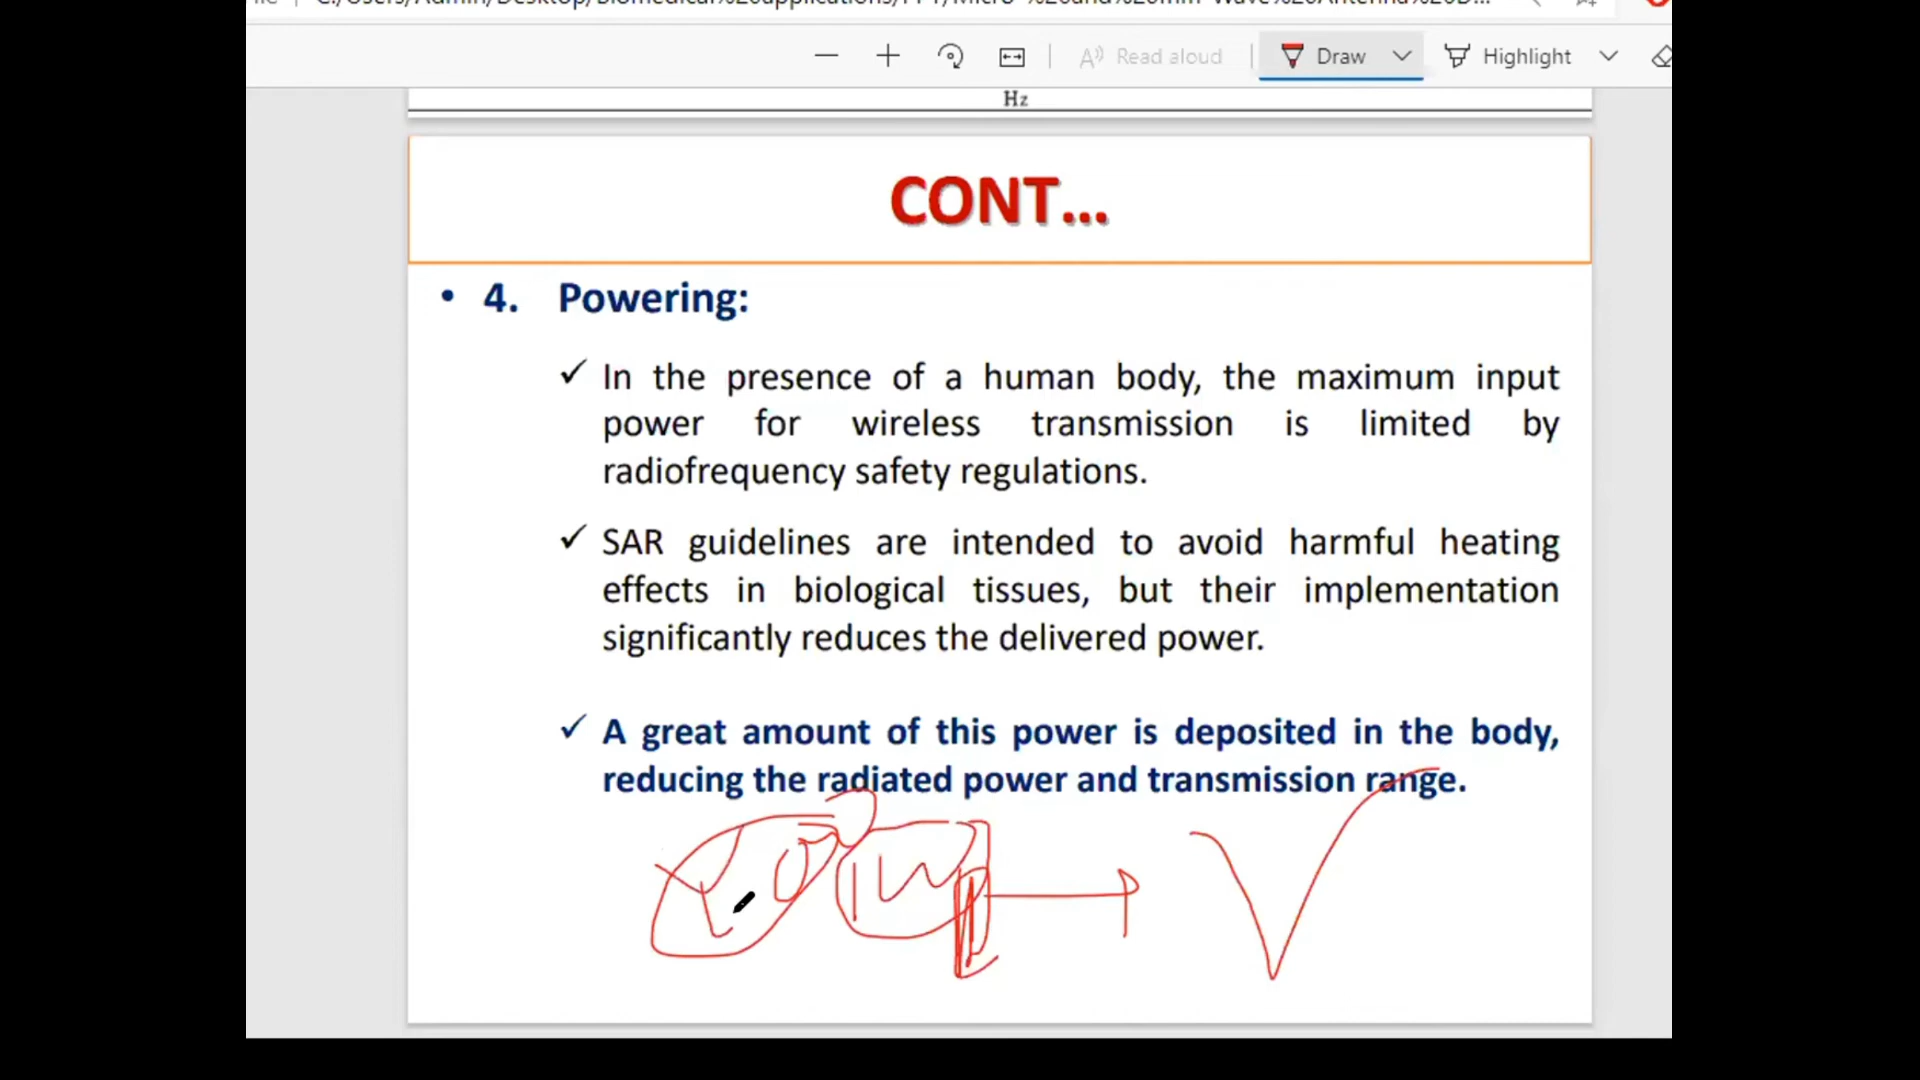 Read aloud
Draw
Highlight
Hz
CONT...
• 4. Powering:
✓ In the presence of a human body, the maximum input
power for wireless transmission is limited by
radiofrequency safety regulations.
✓ SAR guidelines are intended to avoid harmful heating
effects in biological tissues, but their implementation
significantly reduces the delivered power.
✓ A great amount of this power is deposited in the body,
reducing the radiated power and transmission range.